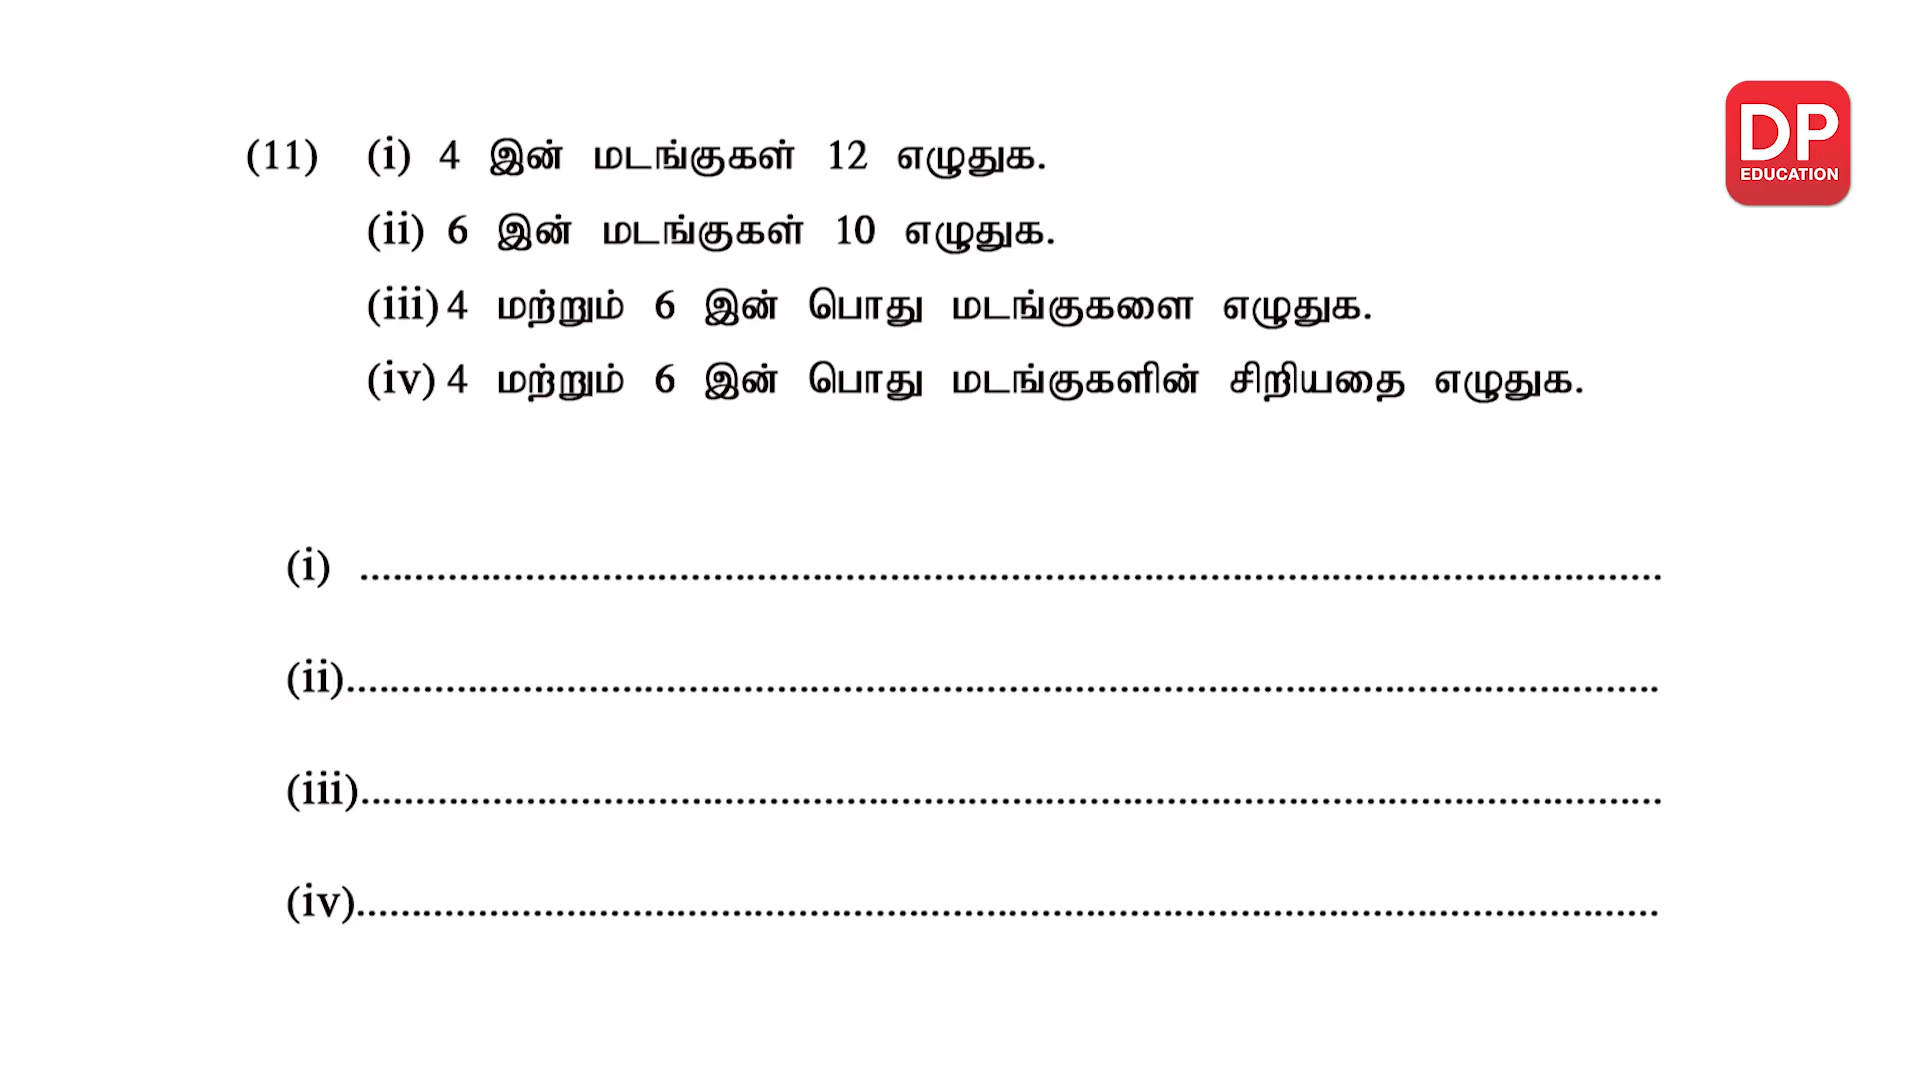 DP
EDUCATION
(11) (i) 4 இன் மடங்குகள் 12 எழுதுக.
(ii) 6 இன் மடங்குகள் 10 எழுதுக.
(iii) 4 மற்றும் 6 இன் பொது மடங்குகளை எழுதுக.
(iv) 4 மற்றும் 6 இன் பொது மடங்குகளின் சிறியதை எழுதுக.
(i) ........................................................................
(ii)........................................................................
(iii)........................................................................
(iv)........................................................................